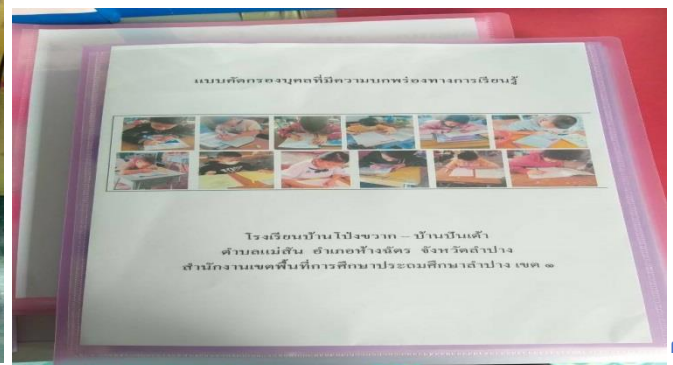 แบบคัดกรองบุคคลที่มีความบกพร่องทางการเรียนรู้
โรงเรียนบ้านโป่งขวาก – บ้านปันเต้า
ตำบลแม่สัน อำเภอห้างฉัตร จังหวัดลำปาง
สำนักงานเขตพื้นที่การศึกษาประถมศึกษาลำปาง เขต ๑